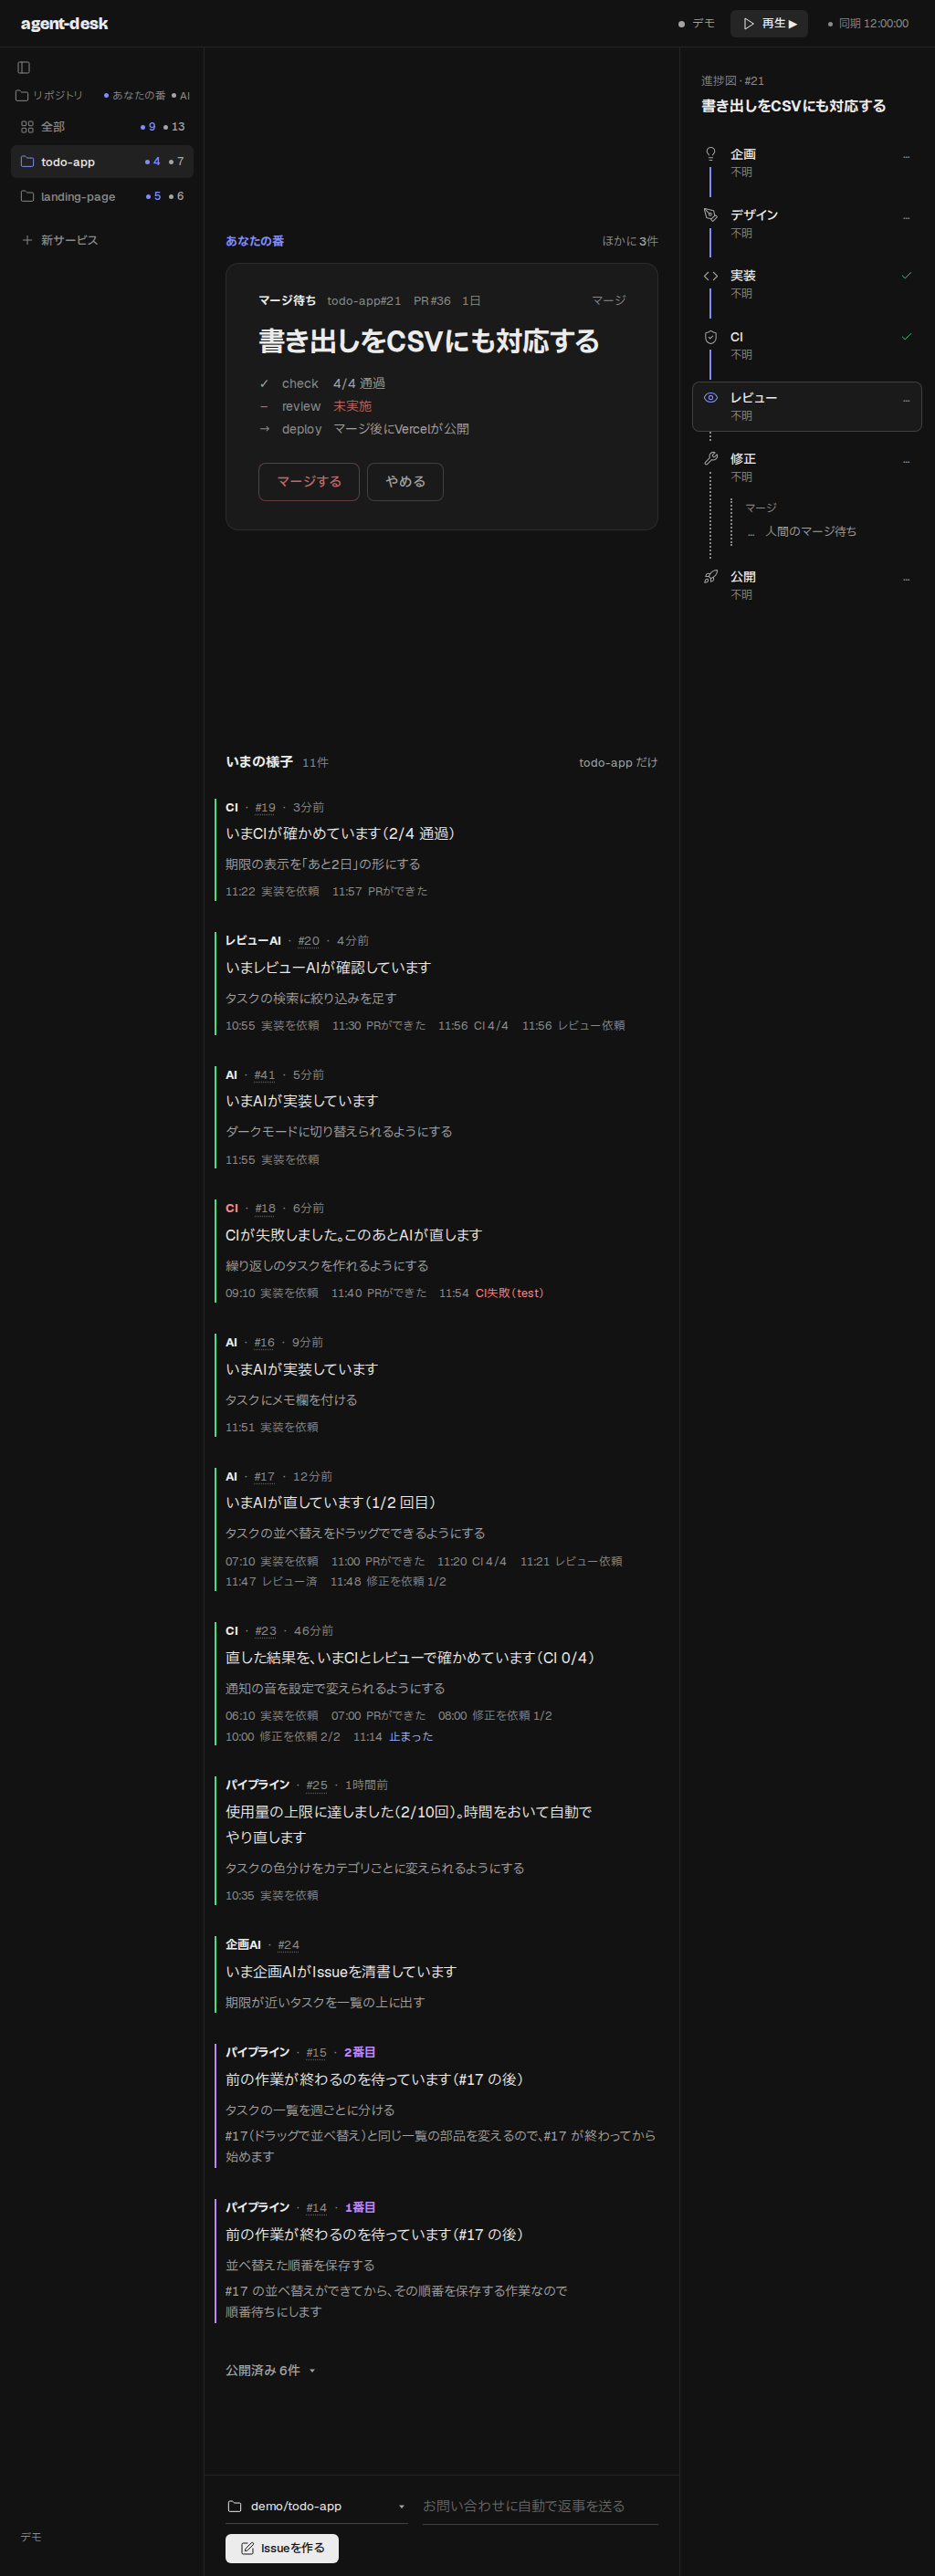 agent-desk
デモ
再生 ▶
同期 12:00:00
リポジトリ
あなたの番
AI
全部 9 13
todo-app 4 7
landing-page 5 6
新サービス
デモ
あなたの番
ほかに 3件
マージ待ち todo-app#21 PR #36 1日
マージ
書き出しをCSVにも対応する
✓ check 4/4 通過
– review 未実施
→ deploy マージ後にVercelが公開
マージする
やめる
いまの様子 11件
todo-app だけ
CI · #19 · 3分前
いまCIが確かめています（2/4 通過）
期限の表示を「あと2日」の形にする
11:22 実装を依頼 11:57 PRができた
レビューAI · #20 · 4分前
いまレビューAIが確認しています
タスクの検索に絞り込みを足す
10:55 実装を依頼 11:30 PRができた 11:56 CI 4/4 11:56 レビュー依頼
AI · #41 · 5分前
いまAIが実装しています
ダークモードに切り替えられるようにする
11:55 実装を依頼
CI · #18 · 6分前
CIが失敗しました。このあとAIが直します
繰り返しのタスクを作れるようにする
09:10 実装を依頼 11:40 PRができた 11:54 CI失敗（test）
AI · #16 · 9分前
いまAIが実装しています
タスクにメモ欄を付ける
11:51 実装を依頼
AI · #17 · 12分前
いまAIが直しています（1/2 回目）
タスクの並べ替えをドラッグでできるようにする
07:10 実装を依頼 11:00 PRができた 11:20 CI 4/4 11:21 レビュー依頼
11:47 レビュー済 11:48 修正を依頼 1/2
CI · #23 · 46分前
直した結果を、いまCIとレビューで確かめています（CI 0/4）
通知の音を設定で変えられるようにする
06:10 実装を依頼 07:00 PRができた 08:00 修正を依頼 1/2
10:00 修正を依頼 2/2 11:14 止まった
パイプライン · #25 · 1時間前
使用量の上限に達しました（2/10回）。時間をおいて自動で
やり直します
タスクの色分けをカテゴリごとに変えられるようにする
10:35 実装を依頼
企画AI · #24
いま企画AIがIssueを清書しています
期限が近いタスクを一覧の上に出す
パイプライン · #15 · 2番目
前の作業が終わるのを待っています（#17 の後）
タスクの一覧を週ごとに分ける
#17（ドラッグで並べ替え）と同じ一覧の部品を変えるので、#17 が終わってから
始めます
パイプライン · #14 · 1番目
前の作業が終わるのを待っています（#17 の後）
並べ替えた順番を保存する
#17 の並べ替えができてから、その順番を保存する作業なので
順番待ちにします
公開済み 6件
demo/todo-app
お問い合わせに自動で返事を送る
Issueを作る
進捗図 · #21
書き出しをCSVにも対応する
企画 …
不明
デザイン …
不明
実装 ✓
不明
CI ✓
不明
レビュー …
不明
修正 …
不明
マージ
… 人間のマージ待ち
公開 …
不明